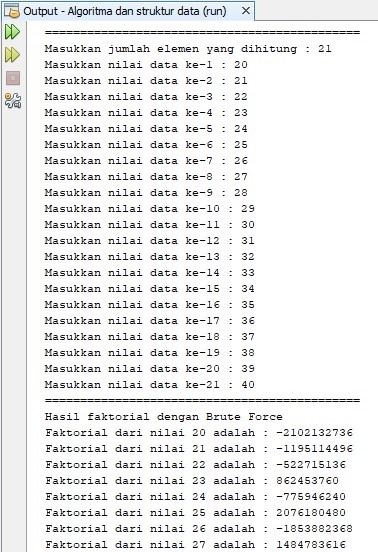 Output - Algoritma dan struktur data (run) X
=============================================
Masukkan jumlah elemen yang dihitung : 21
Masukkan nilai data ke-1 : 20
Masukkan nilai data ke-2 : 21
Masukkan nilai data ke-3 : 22
Masukkan nilai data ke-4 : 23
Masukkan nilai data ke-5 : 24
Masukkan nilai data ke-6 : 25
Masukkan nilai data ke-7 : 26
Masukkan nilai data ke-8 : 27
Masukkan nilai data ke-9 : 28
Masukkan nilai data ke-10 : 29
Masukkan nilai data ke-11 : 30
Masukkan nilai data ke-12 : 31
Masukkan nilai data ke-13 : 32
Masukkan nilai data ke-14 : 33
Masukkan nilai data ke-15 : 34
Masukkan nilai data ke-16 : 35
Masukkan nilai data ke-17 : 36
Masukkan nilai data ke-18 : 37
Masukkan nilai data ke-19 : 38
Masukkan nilai data ke-20 : 39
Masukkan nilai data ke-21 : 40
=============================================
Hasil faktorial dengan Brute Force
Faktorial dari nilai 20 adalah : -2102132736
Faktorial dari nilai 21 adalah : -1195114496
Faktorial dari nilai 22 adalah : -522715136
Faktorial dari nilai 23 adalah : 862453760
Faktorial dari nilai 24 adalah : -775946240
Faktorial dari nilai 25 adalah : 2076180480
Faktorial dari nilai 26 adalah : -1853882368
Faktorial dari nilai 27 adalah : 1484783616